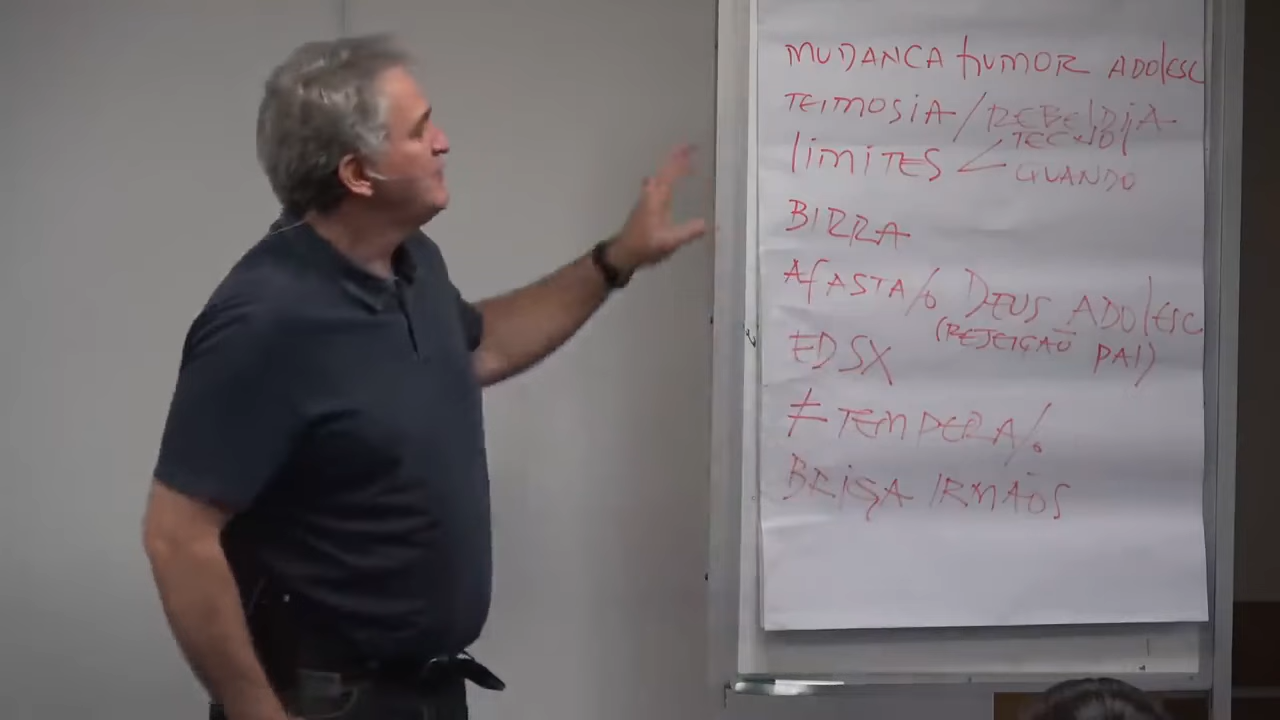 MUDANCA HUMOR ADOLESC
TEIMOSIA / REBELDIA
TECNOL
LIMITES < QUANDO
BIRRA
AFASTA/o DEUS ADOLESC
(REJEIÇÃO PAI)
EDSX
≠ TEMPERA/o
BRIGA IRMÃOS